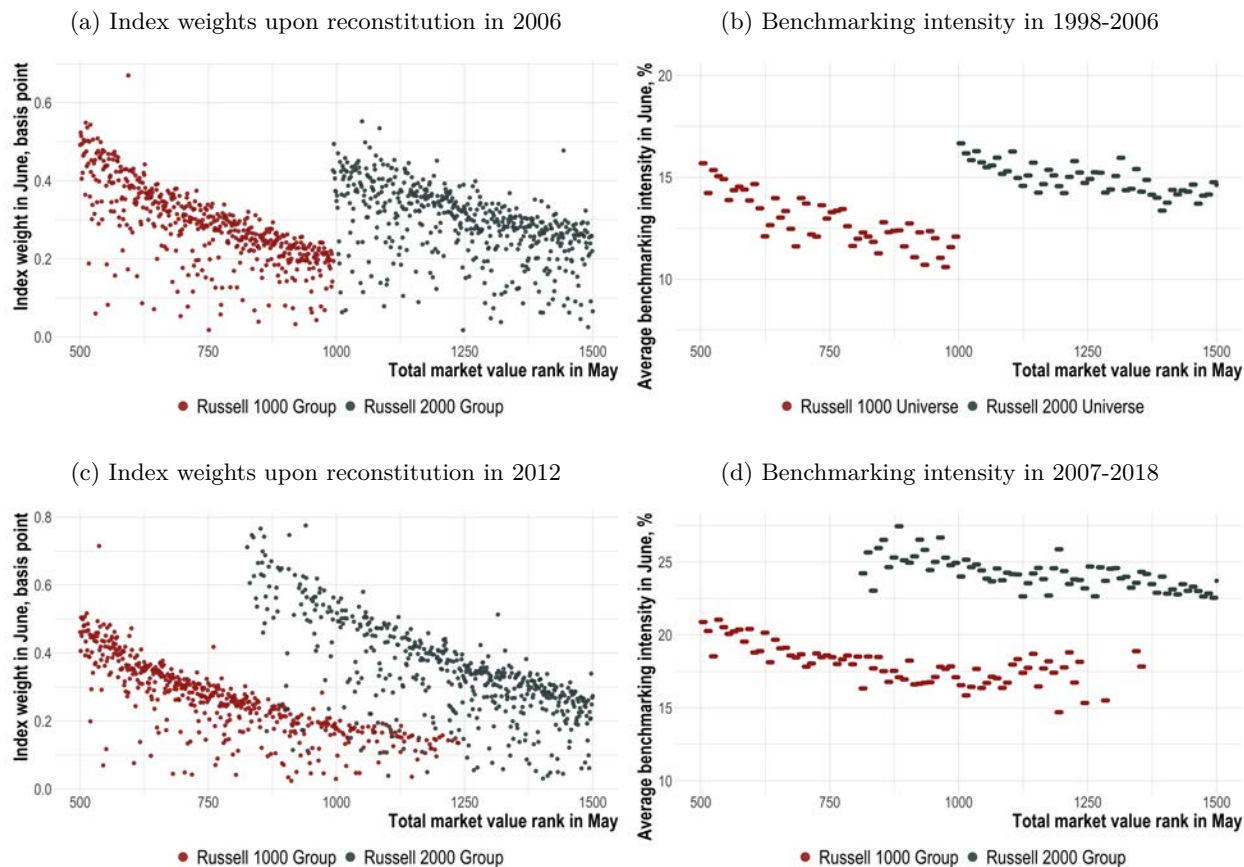 (a) Index weights upon reconstitution in 2006
Index weight in June, basis point
0.6
0.4
0.2
0.0
500
750
1000
1250
1500
Total market value rank in May
Russell 1000 Group
Russell 2000 Group
(b) Benchmarking intensity in 1998-2006
Average benchmarking intensity in June, %
20
15
10
500
750
1000
1250
1500
Total market value rank in May
Russell 1000 Universe
Russell 2000 Universe
(c) Index weights upon reconstitution in 2012
Index weight in June, basis point
0.8
0.6
0.4
0.2
0.0
500
750
1000
1250
1500
Total market value rank in May
Russell 1000 Group
Russell 2000 Group
(d) Benchmarking intensity in 2007-2018
Average benchmarking intensity in June, %
25
20
15
10
500
750
1000
1250
1500
Total market value rank in May
Russell 1000 Group
Russell 2000 Group